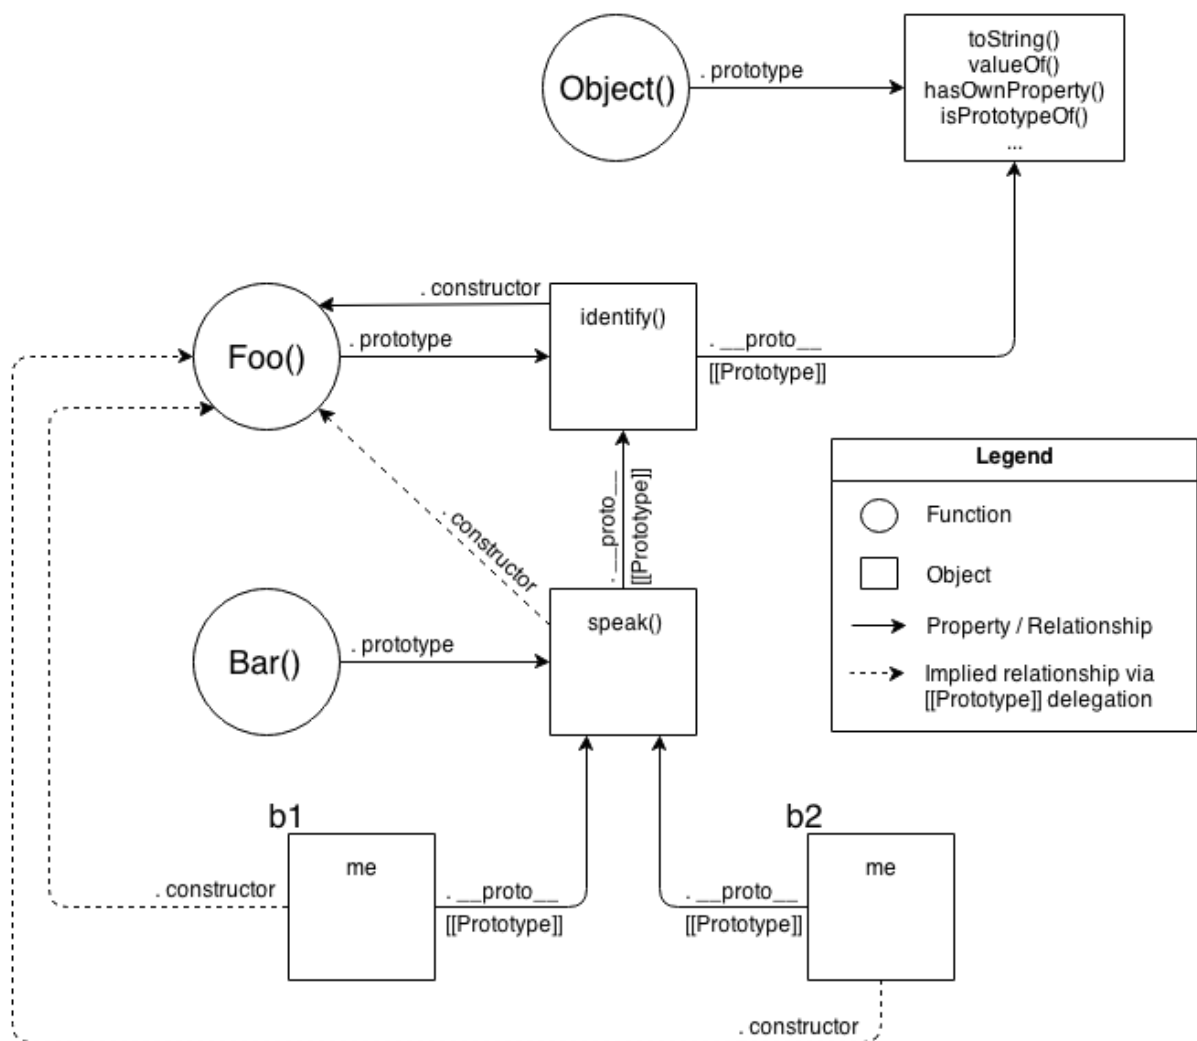 Object()
. prototype
toString()
valueOf()
hasOwnProperty()
isPrototypeOf()
...
. constructor
Foo()
. prototype
identify()
. __proto__
[[Prototype]]
. __proto__
[[Prototype]]
. constructor
Legend
Function
Object
Property / Relationship
Implied relationship via
[[Prototype]] delegation
Bar()
. prototype
speak()
b1
me
. constructor
. __proto__
[[Prototype]]
b2
me
. __proto__
[[Prototype]]
. constructor